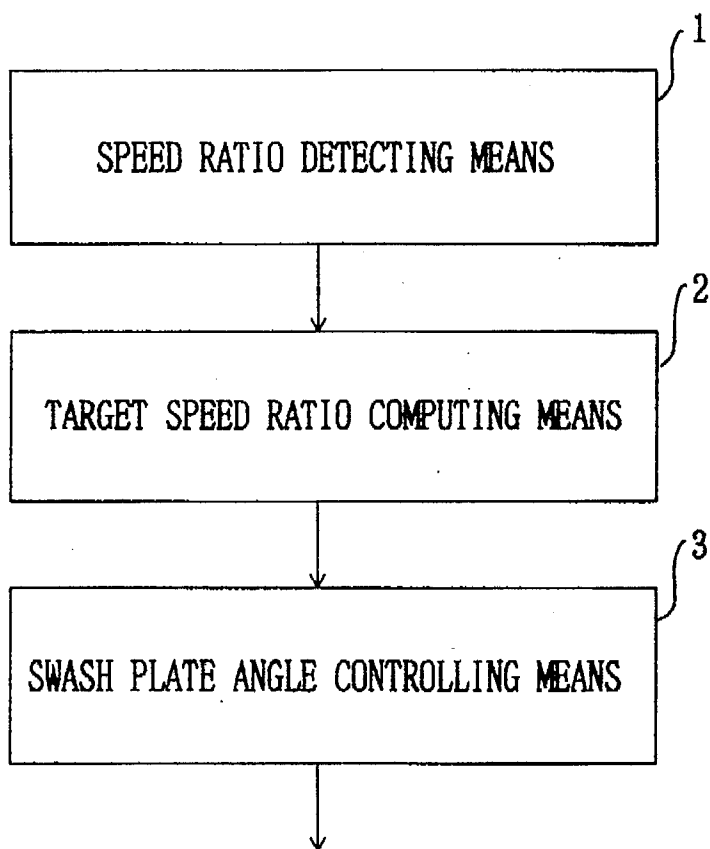 1
SPEED RATIO DETECTING MEANS
2
TARGET SPEED RATIO COMPUTING MEANS
3
SWASH PLATE ANGLE CONTROLLING MEANS